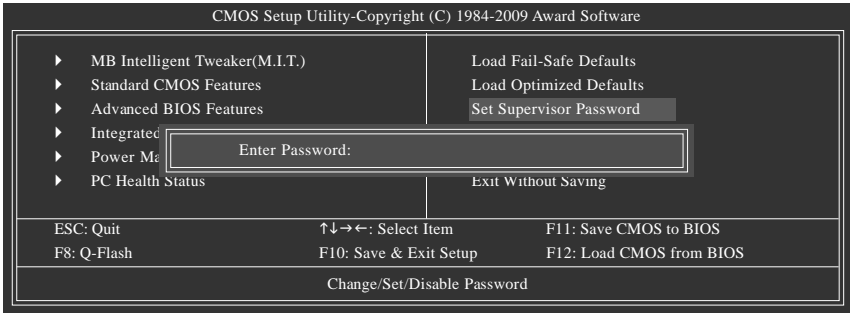 CMOS Setup Utility-Copyright (C) 1984-2009 Award Software
MB Intelligent Tweaker(M.I.T.)
Standard CMOS Features
Advanced BIOS Features
Integrated
Power Ma
PC Health Status
Load Fail-Safe Defaults
Load Optimized Defaults
Set Supervisor Password
Exit Without Saving
Enter Password:
ESC: Quit
↑↓→←: Select Item
F11: Save CMOS to BIOS
F8: Q-Flash
F10: Save & Exit Setup
F12: Load CMOS from BIOS
Change/Set/Disable Password